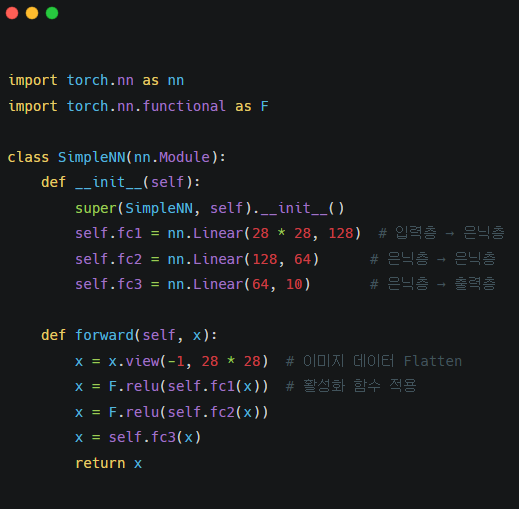 import torch.nn as nn
import torch.nn.functional as F
class SimpleNN(nn.Module):
def __init__(self):
super(SimpleNN, self).__init__()
self.fc1 = nn.Linear(28 * 28, 128)  # 입력층 → 은닉층
self.fc2 = nn.Linear(128, 64)      # 은닉층 → 은닉층
self.fc3 = nn.Linear(64, 10)       # 은닉층 → 출력층
def forward(self, x):
x = x.view(-1, 28 * 28)  # 이미지 데이터 Flatten
x = F.relu(self.fc1(x))  # 활성화 함수 적용
x = F.relu(self.fc2(x))
x = self.fc3(x)
return x